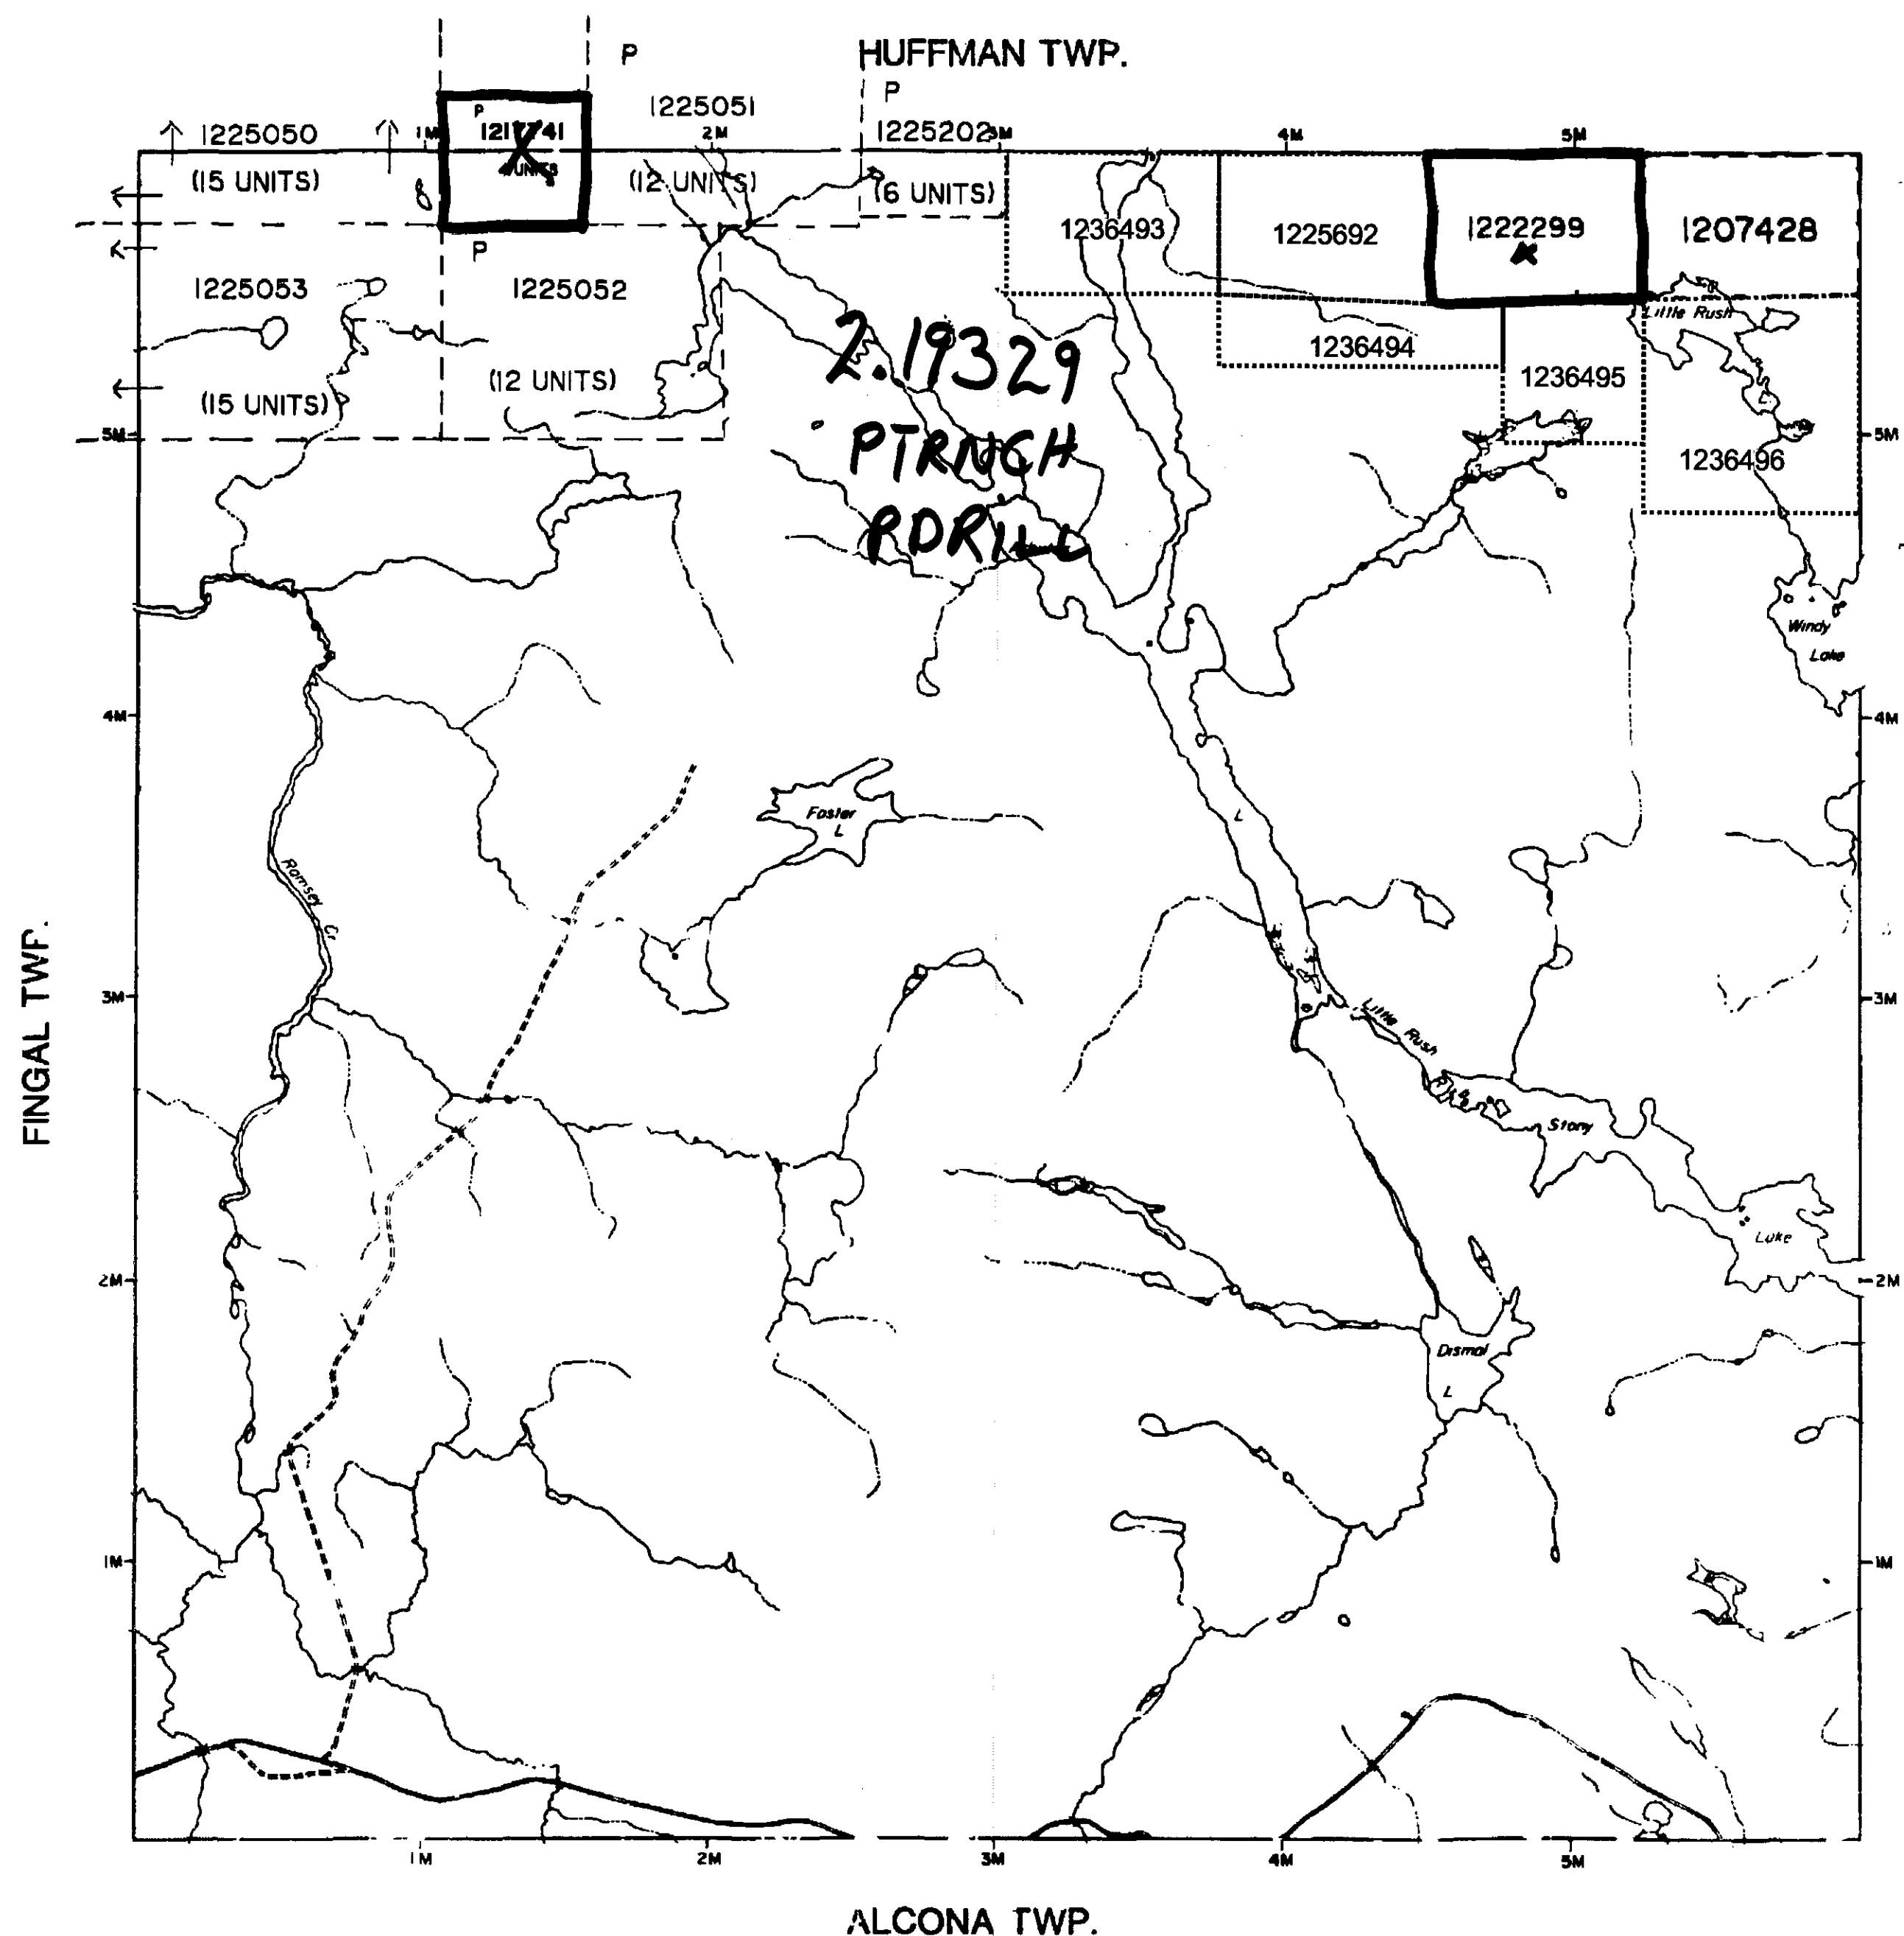 P
HUFFMAN TWP.
P
1225051
1225050
1M
P
2M
1225202
3M
4M
5M
(15 UNITS)
(12 UNITS)
(6 UNITS)
1236493
1225692
1222299
1207428
P
1225053
1225052
Little Rush
2.19329
1236494
(15 UNITS)
(12 UNITS)
1236495
5M
PTRNCH
5M
1236496
PDRILL
Windy
Lake
4M
4M
Foster
L
L
Ramsey Cr
FINGAL TWP.
3M
3M
Little Rush
R
Stony
Lake
2M
2M
Dismal
L
1M
1M
1M
2M
3M
4M
5M
ALCONA TWP.